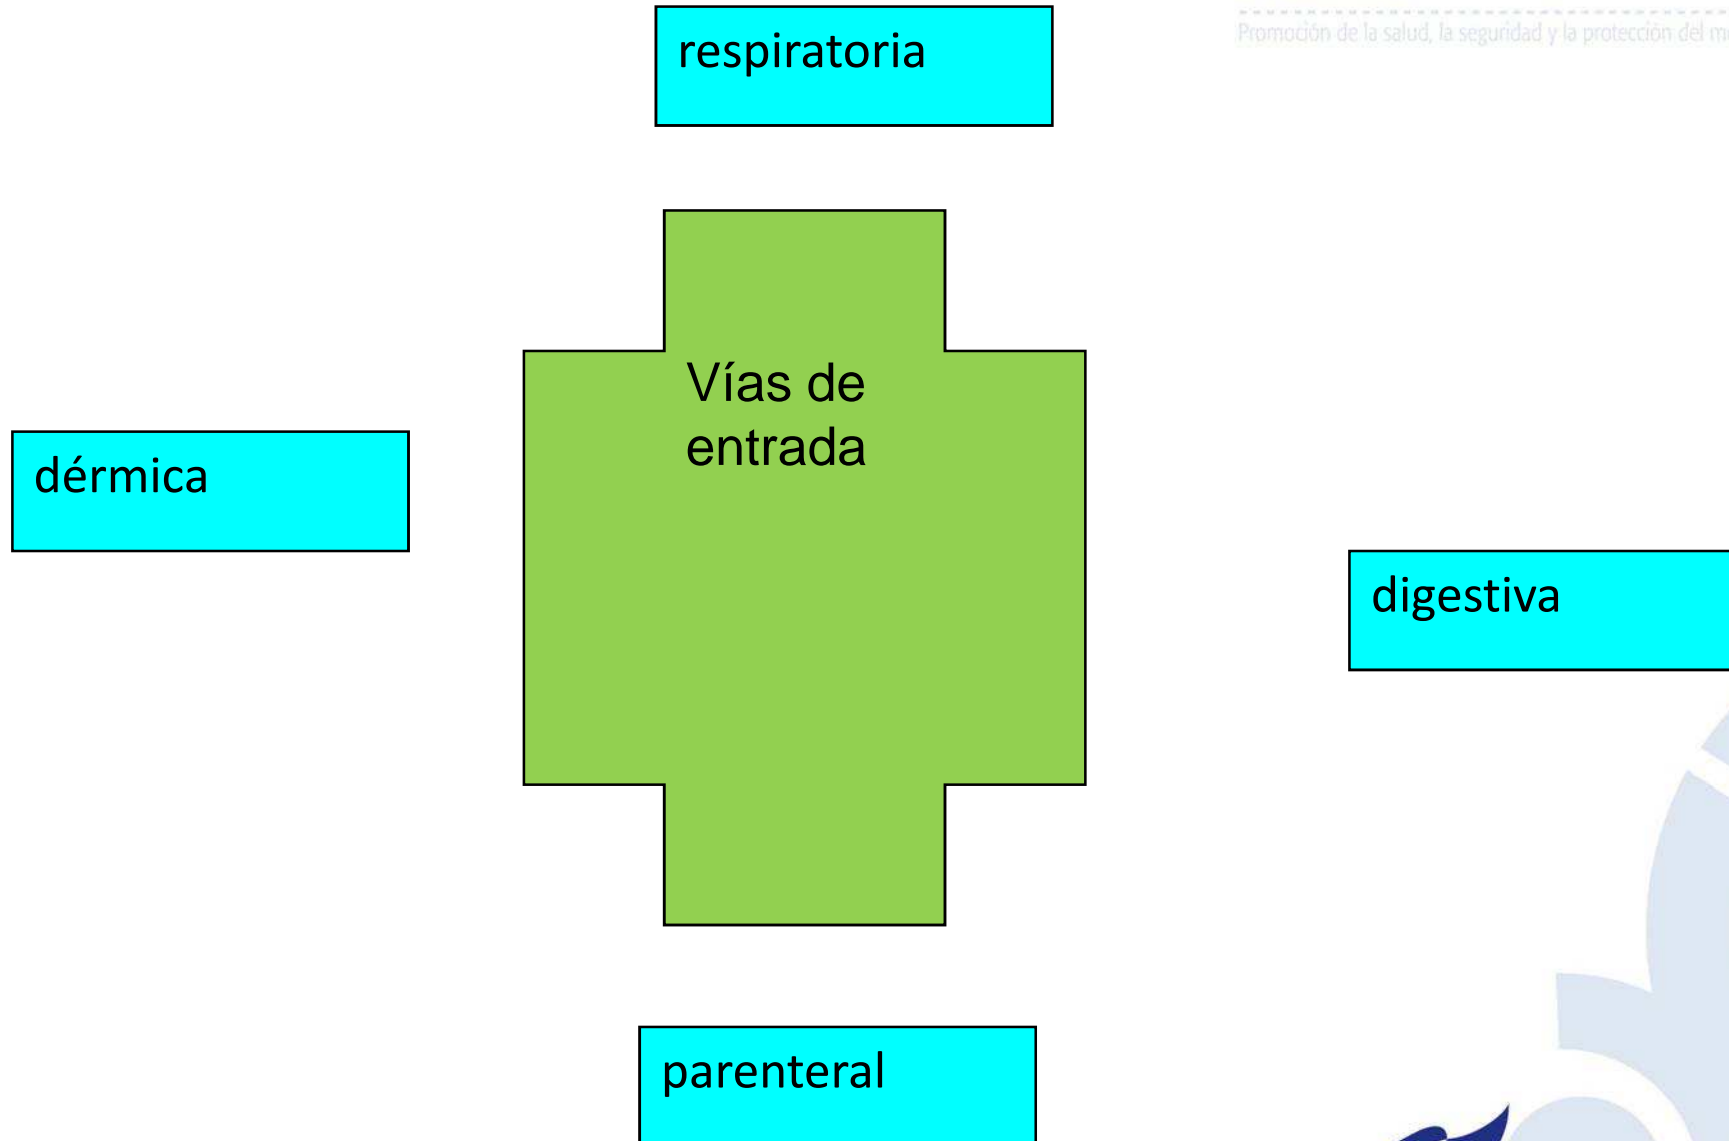 Promoción de la salud, la seguridad y la protección del
respiratoria
Vías de
entrada
dérmica
digestiva
parenteral